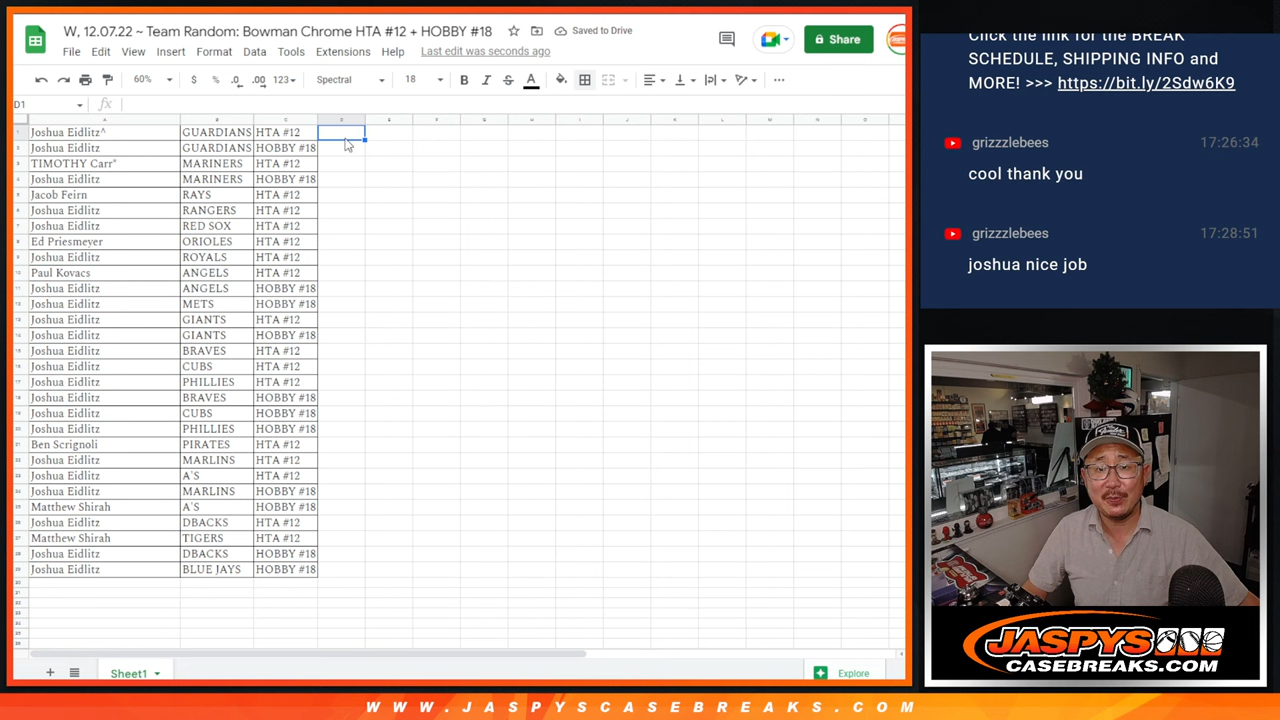 W, 12.07.22 ~ Team Random: Bowman Chrome HTA #12 + HOBBY #18
Saved to Drive
File Edit View Insert Format Data Tools Extensions Help Last edit was seconds ago
Share
60% $ % .0 .00 123 Spectral 18 B I S A
D1 fx
Joshua Eidlitz^ GUARDIANS HTA #12
Joshua Eidlitz GUARDIANS HOBBY #18
TIMOTHY Carr* MARINERS HTA #12
Joshua Eidlitz MARINERS HOBBY #18
Jacob Feirn RAYS HTA #12
Joshua Eidlitz RANGERS HTA #12
Joshua Eidlitz RED SOX HTA #12
Ed Priesmeyer ORIOLES HTA #12
Joshua Eidlitz ROYALS HTA #12
Paul Kovacs ANGELS HTA #12
Joshua Eidlitz ANGELS HOBBY #18
Joshua Eidlitz METS HOBBY #18
Joshua Eidlitz GIANTS HTA #12
Joshua Eidlitz GIANTS HOBBY #18
Joshua Eidlitz BRAVES HTA #12
Joshua Eidlitz CUBS HTA #12
Joshua Eidlitz PHILLIES HTA #12
Joshua Eidlitz BRAVES HOBBY #18
Joshua Eidlitz CUBS HOBBY #18
Joshua Eidlitz PHILLIES HOBBY #18
Ben Scrignoli PIRATES HTA #12
Joshua Eidlitz MARLINS HTA #12
Joshua Eidlitz A'S HTA #12
Joshua Eidlitz MARLINS HOBBY #18
Matthew Shirah A'S HOBBY #18
Joshua Eidlitz DBACKS HTA #12
Matthew Shirah TIGERS HTA #12
Joshua Eidlitz DBACKS HOBBY #18
Joshua Eidlitz BLUE JAYS HOBBY #18
Sheet1
Explore
Click the link for the BREAK
SCHEDULE, SHIPPING INFO and
MORE! >>> https://bit.ly/2Sdw6K9
grizzzlebees 17:26:34
cool thank you
grizzzlebees 17:28:51
joshua nice job
JASPYS
CASEBREAKS.COM
WWW.JASPYSCASEBREAKS.COM